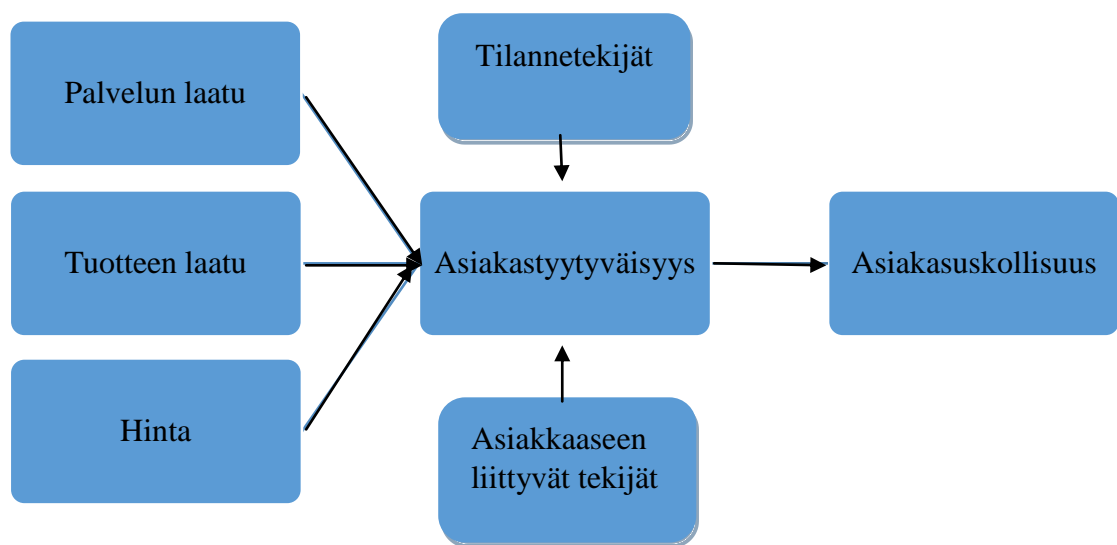 Palvelun laatu
Tuotteen laatu
Hinta
Tilannetekijät
Asiakastyytyväisyys
Asiakkaaseen
liittyvät tekijät
Asiakasuskollisuus